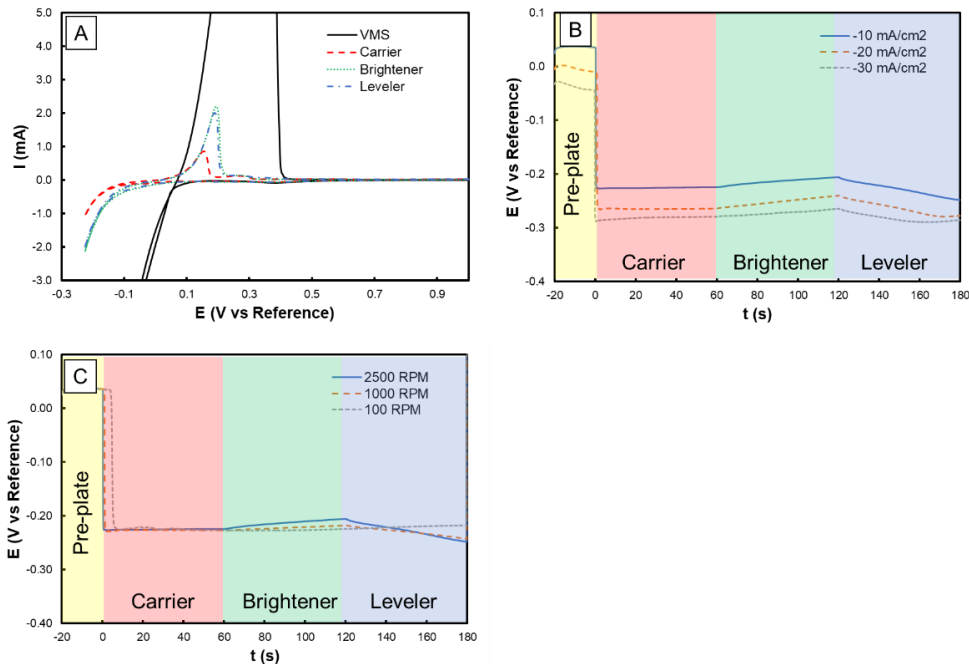 A
VMS
Carrier
Brightener
Leveler
5.0
4.0
3.0
2.0
1.0
0.0
-1.0
-2.0
-3.0
I (mA)
-0.3
-0.1
0.1
0.3
0.5
0.7
0.9
E (V vs Reference)
B
-10 mA/cm2
-20 mA/cm2
-30 mA/cm2
0.1
0.0
-0.1
-0.2
-0.3
-0.4
E (V vs Reference)
Pre-plate
Carrier
Brightener
Leveler
-20
0
20
40
60
80
100
120
140
160
180
t (s)
C
2500 RPM
1000 RPM
100 RPM
0.10
0.00
-0.10
-0.20
-0.30
-0.40
E (V vs Reference)
Pre-plate
Carrier
Brightener
Leveler
-20
0
20
40
60
80
100
120
140
160
180
t (s)